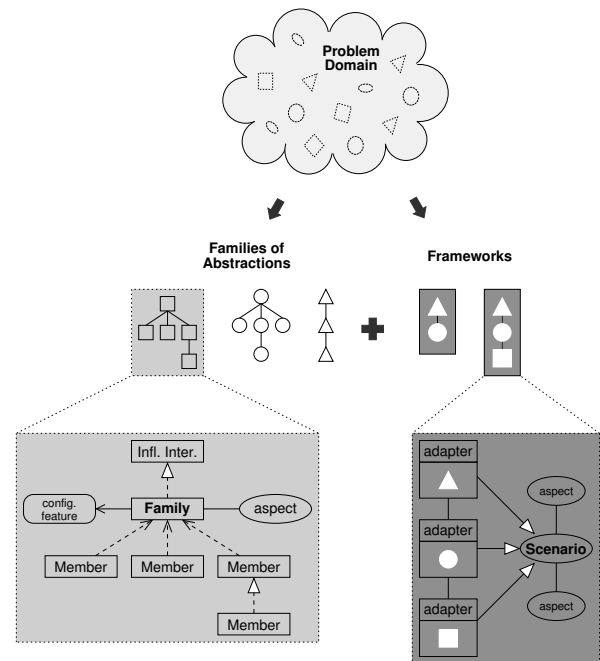 Problem
Domain
Families of
Abstractions
Frameworks
Infl. Inter.
config.
feature
Family
aspect
Member
Member
Member
Member
adapter
adapter
adapter
aspect
Scenario
aspect